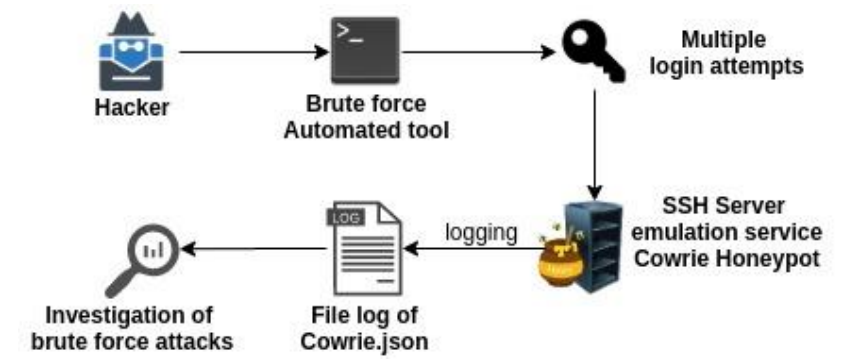 >_
Hacker
Brute force
Automated tool
Multiple
login attempts
SSH Server
emulation service
Cowrie Honeypot
logging
LOG
File log of
Cowrie.json
Investigation of
brute force attacks